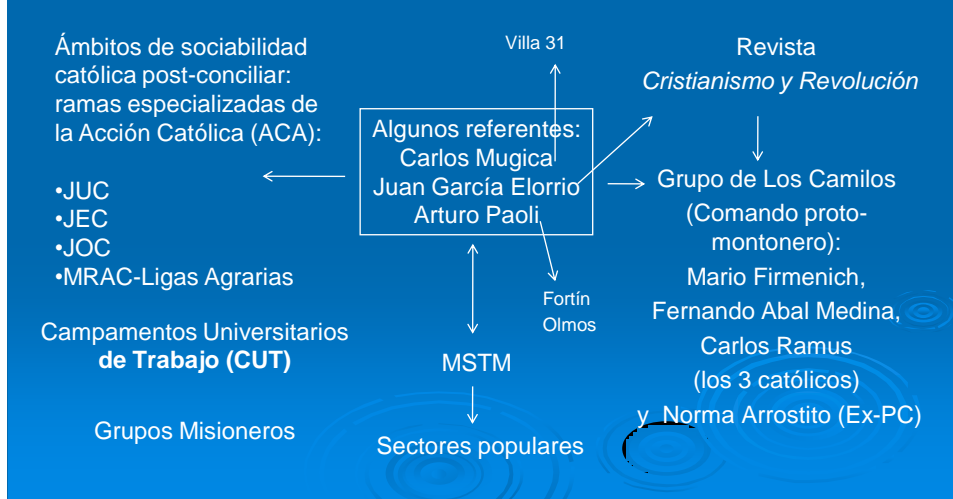 Ámbitos de sociabilidad
católica post-conciliar:
ramas especializadas de
la Acción Católica (ACA):
•JUC
•JEC
•JOC
•MRAC-Ligas Agrarias
Campamentos Universitarios
de Trabajo (CUT)
Grupos Misioneros
Villa 31
Algunos referentes:
Carlos Mugica
Juan García Elorrio
Arturo Paoli
Fortín
Olmos
MSTM
Sectores populares
Revista
Cristianismo y Revolución
Grupo de Los Camilos
(Comando proto-
montonero):
Mario Firmenich,
Fernando Abal Medina,
Carlos Ramus
(los 3 católicos)
y Norma Arrostito (Ex-PC)